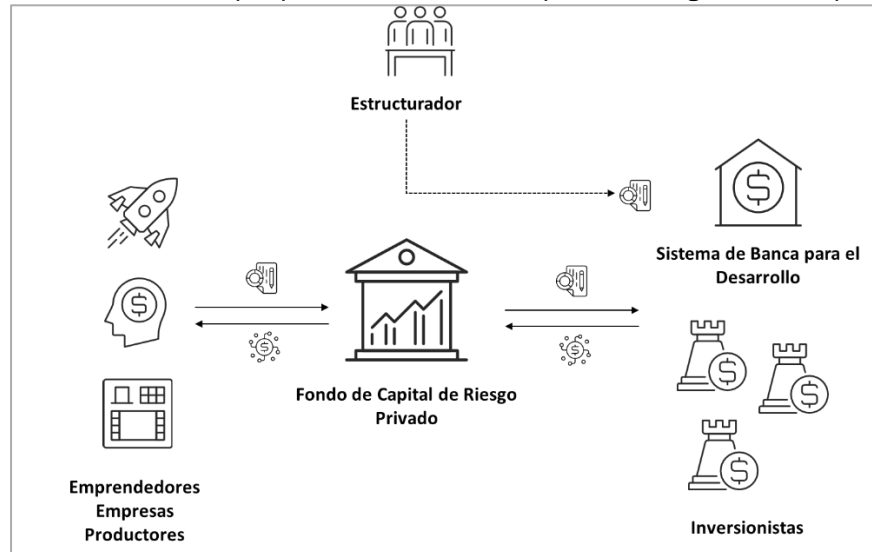 Estructurador
Sistema de Banca para el
Desarrollo
Fondo de Capital de Riesgo
Privado
Emprendedores
Empresas
Productores
Inversionistas